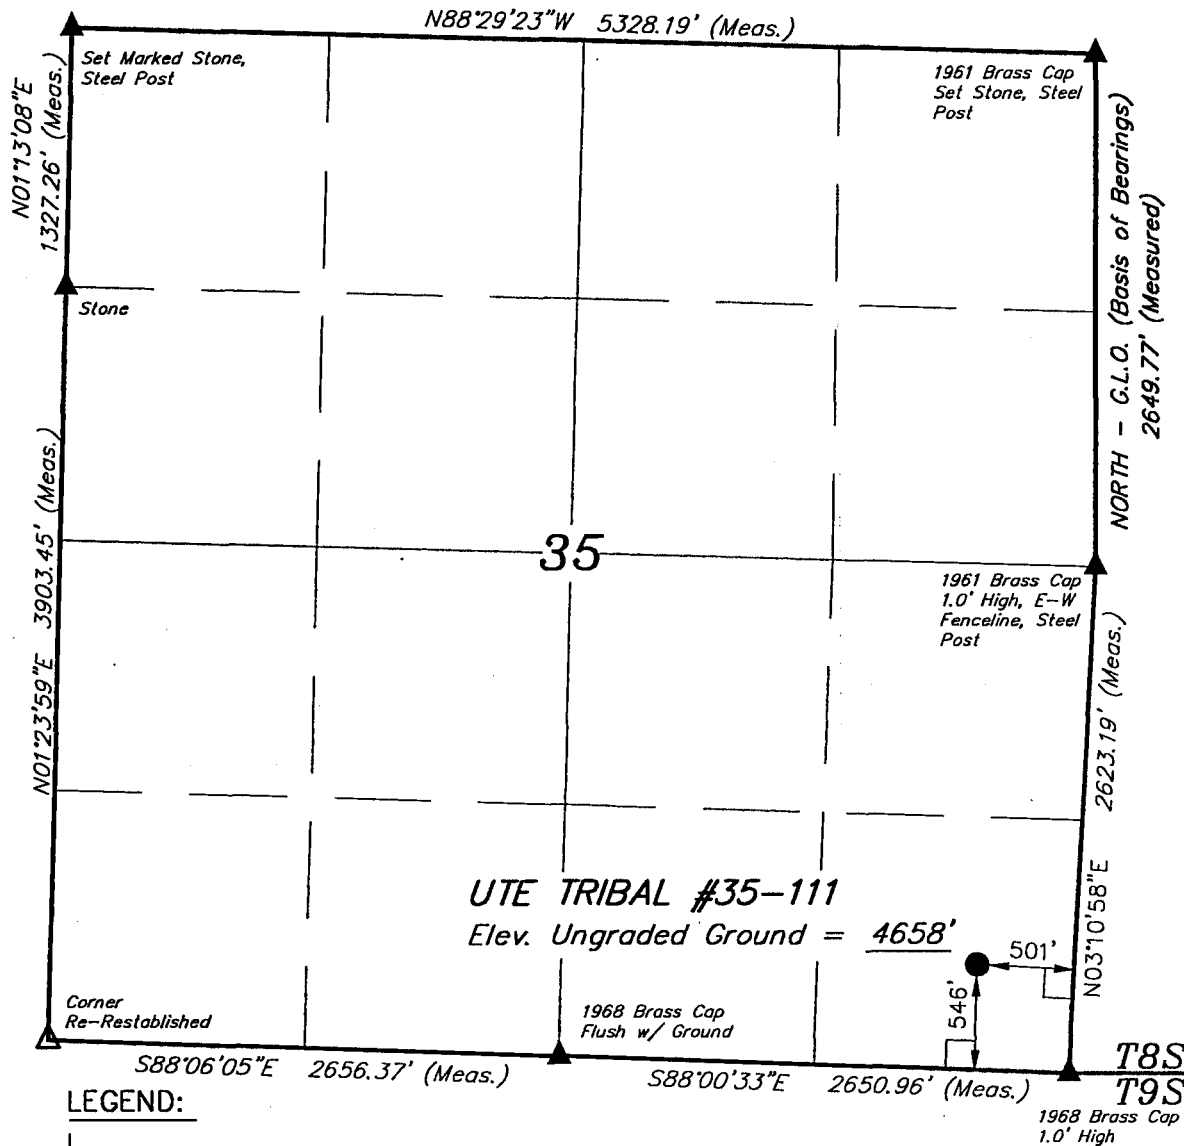 N88°29'23"W 5328.19' (Meas.)
Set Marked Stone,
Steel Post
1961 Brass Cap
Set Stone, Steel
Post
N01°13'08"E
1327.26' (Meas.)
NORTH - G.L.O. (Basis of Bearings)
2649.77' (Measured)
Stone
N01°23'59"E 3903.45' (Meas.)
35
1961 Brass Cap
1.0' High, E-W
Fenceline, Steel
Post
N03°10'58"E 2623.19' (Meas.)
UTE TRIBAL #35-111
Elev. Ungraded Ground = 4658'
501'
546'
Corner
Re-Restablished
1968 Brass Cap
Flush w/ Ground
S88°06'05"E 2656.37' (Meas.)
S88°00'33"E 2650.96' (Meas.)
T8S
T9S
1968 Brass Cap
1.0' High
LEGEND: